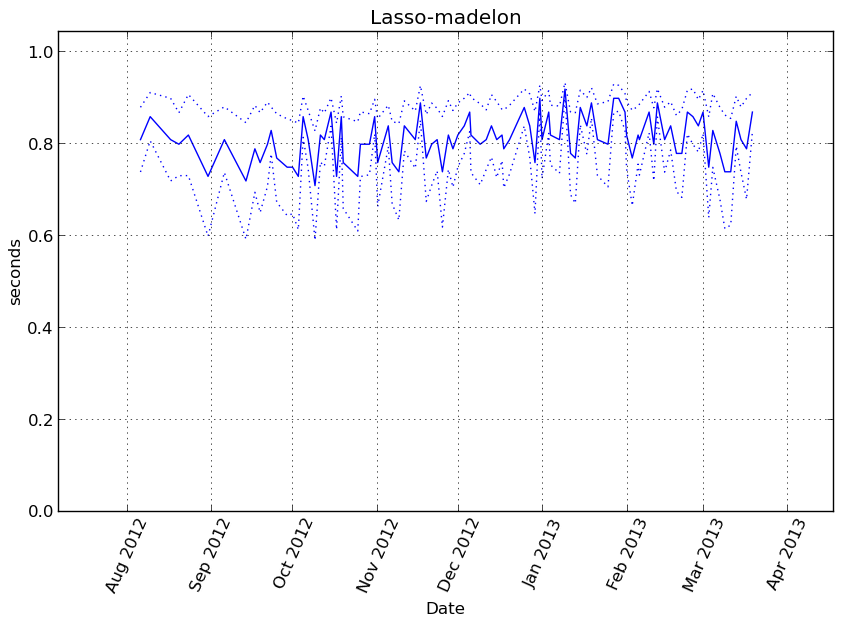 Lasso-madelon
1.0
0.8
0.6
0.4
0.2
0.0
seconds
Aug 2012
Sep 2012
Oct 2012
Nov 2012
Dec 2012
Jan 2013
Feb 2013
Mar 2013
Apr 2013
Date